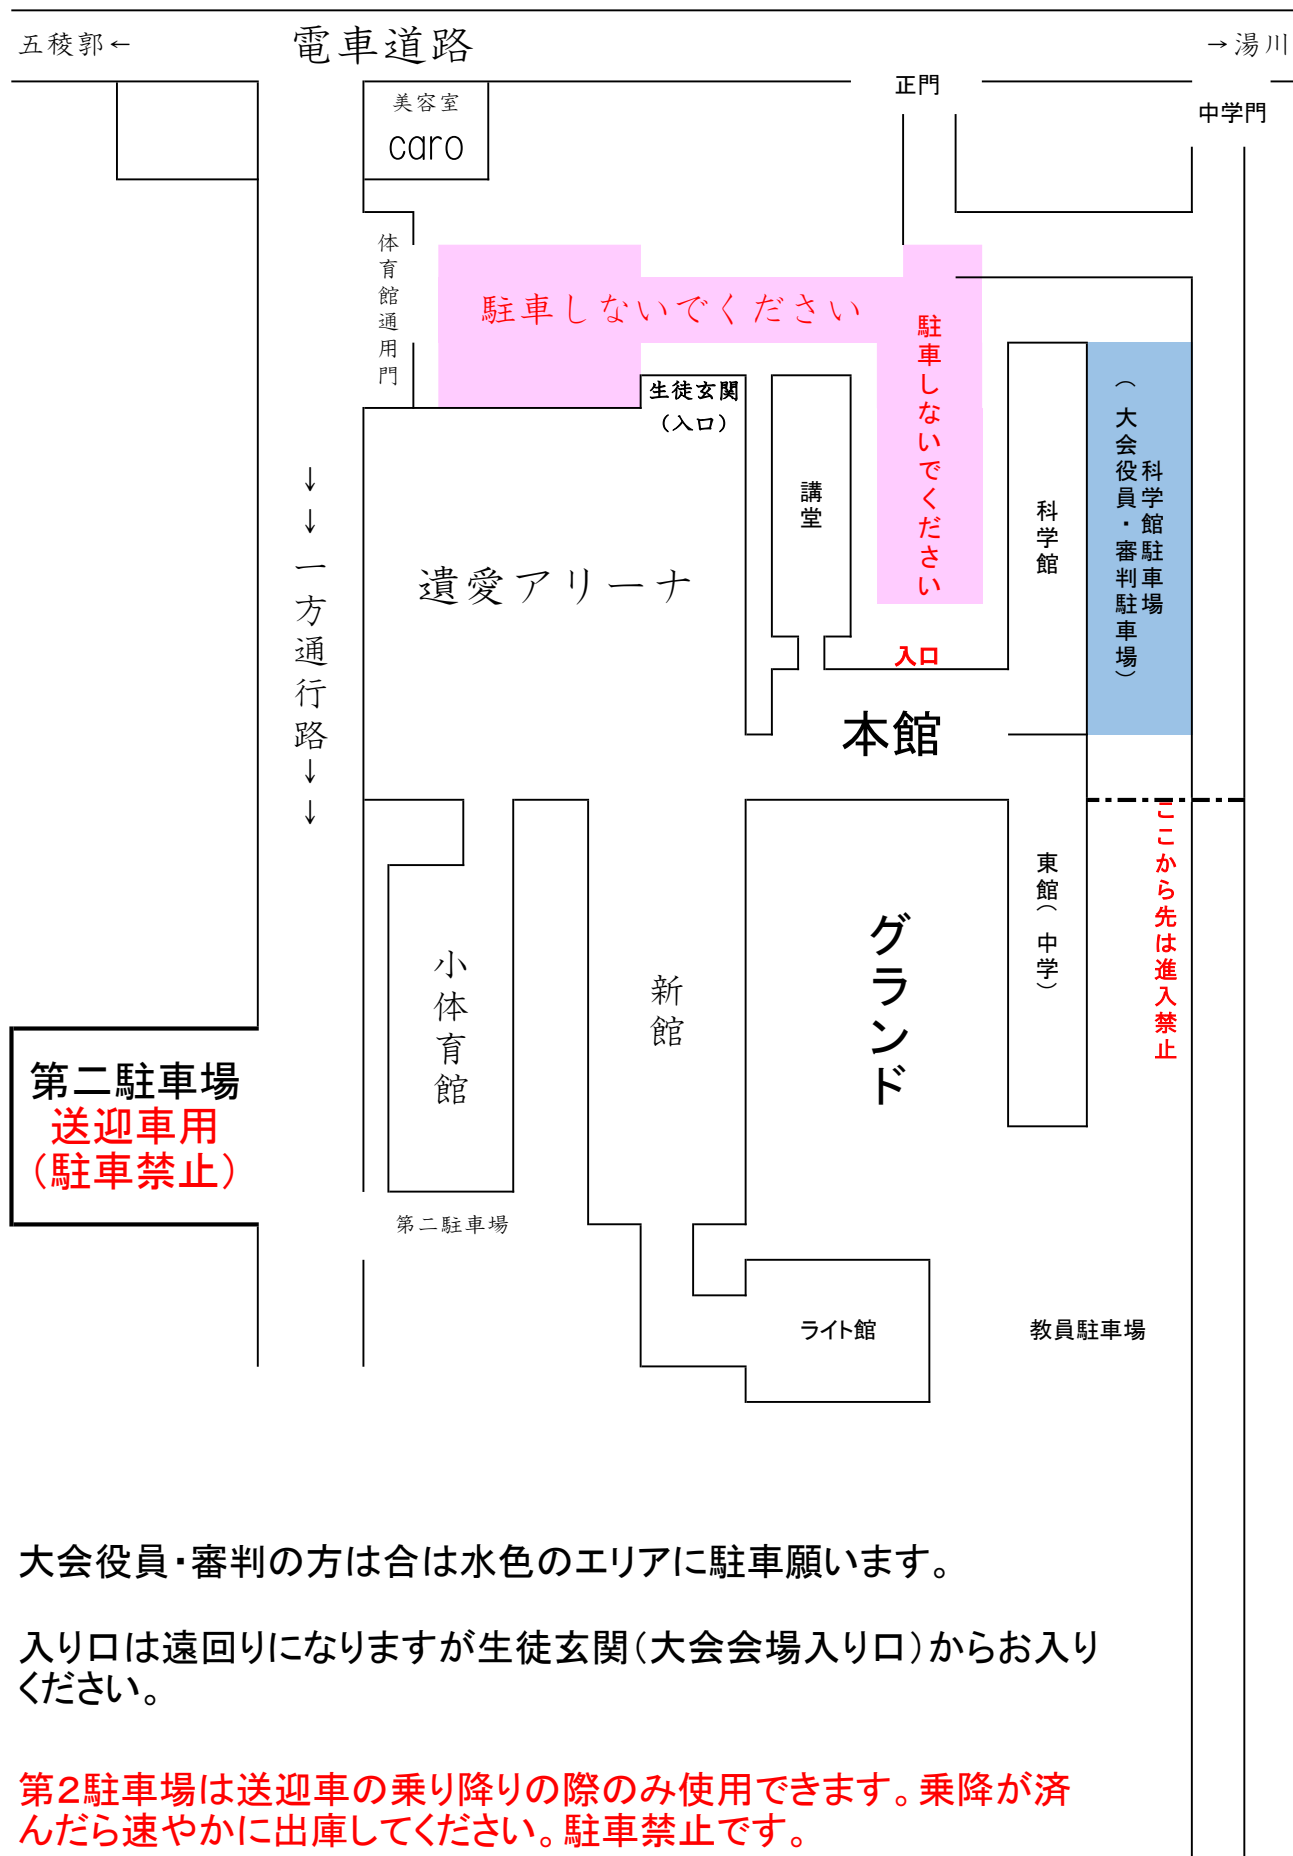 五稜郭←
電車道路
→湯川
美容室
caro
正門
中学門
体育館通用門
駐車しないでください
駐車しないでください
生徒玄関
（入口）
講堂
科学館
科学館駐車場
（大会役員・審判駐車場）
↓↓一方通行路↓↓
遺愛アリーナ
入口
本館
ここから先は進入禁止
東館（中学）
グランド
小体育館
新館
第二駐車場
送迎車用
（駐車禁止）
第二駐車場
ライト館
教員駐車場
大会役員・審判の方は合は水色のエリアに駐車願います。
入り口は遠回りになりますが生徒玄関（大会会場入り口）からお入り
ください。
第２駐車場は送迎車の乗り降りの際のみ使用できます。乗降が済
んだら速やかに出庫してください。駐車禁止です。